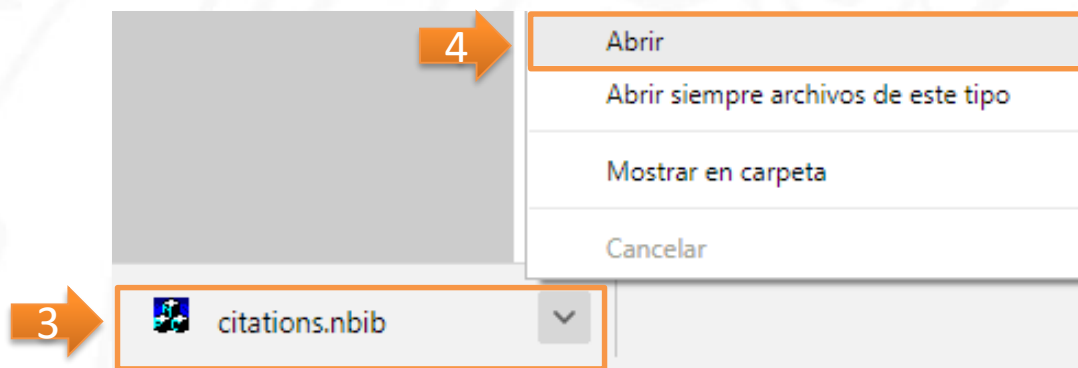 4
Abrir
Abrir siempre archivos de este tipo
Mostrar en carpeta
Cancelar
3
citations.nbib